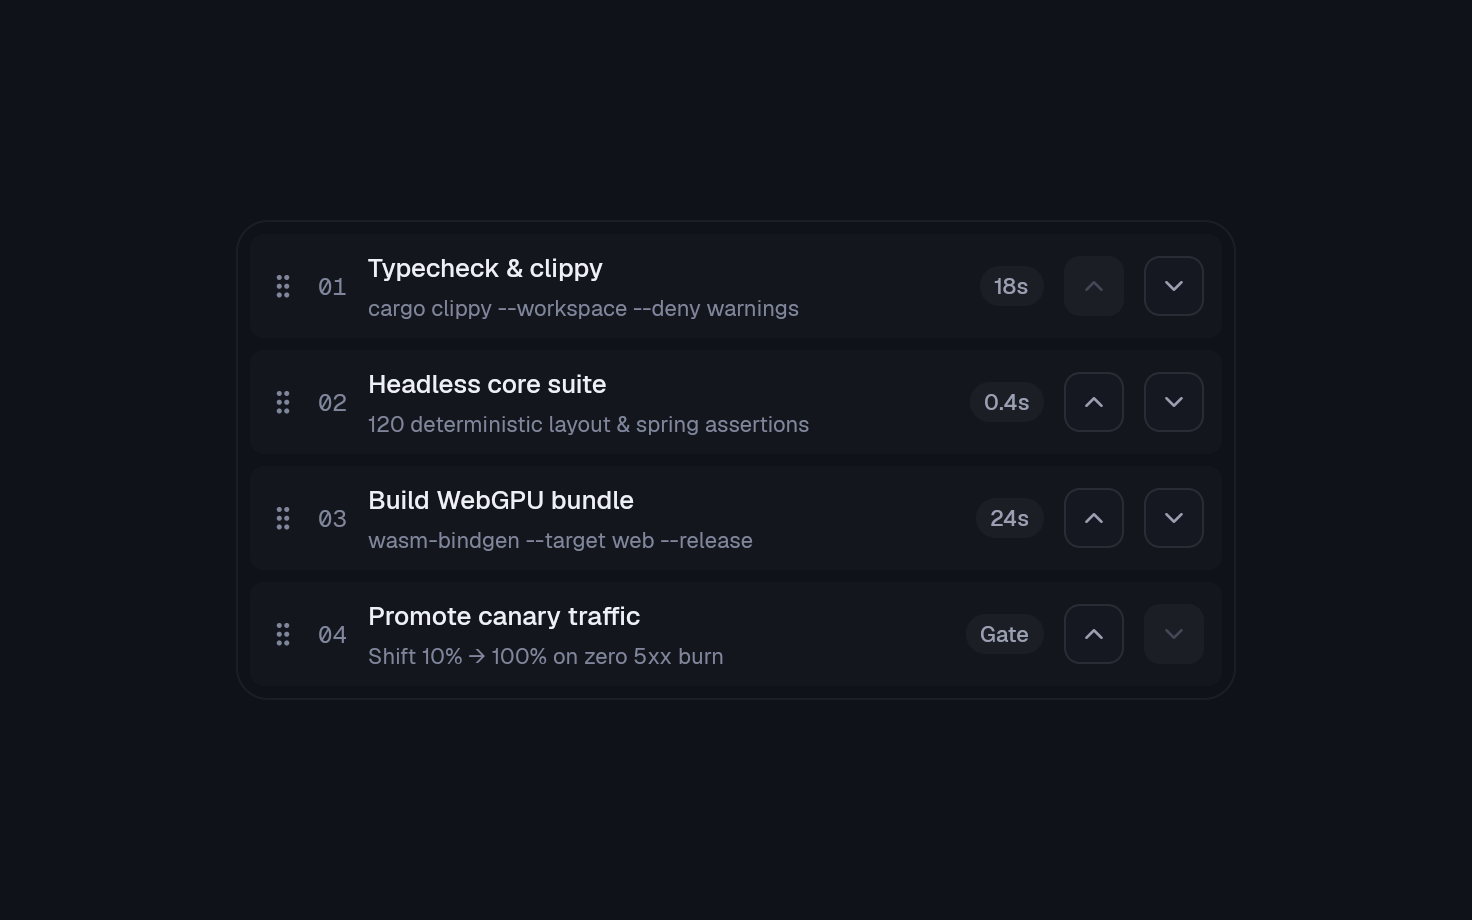 01
Typecheck & clippy
cargo clippy --workspace --deny warnings
18s
02
Headless core suite
120 deterministic layout & spring assertions
0.4s
03
Build WebGPU bundle
wasm-bindgen --target web --release
24s
04
Promote canary traffic
Shift 10% → 100% on zero 5xx burn
Gate